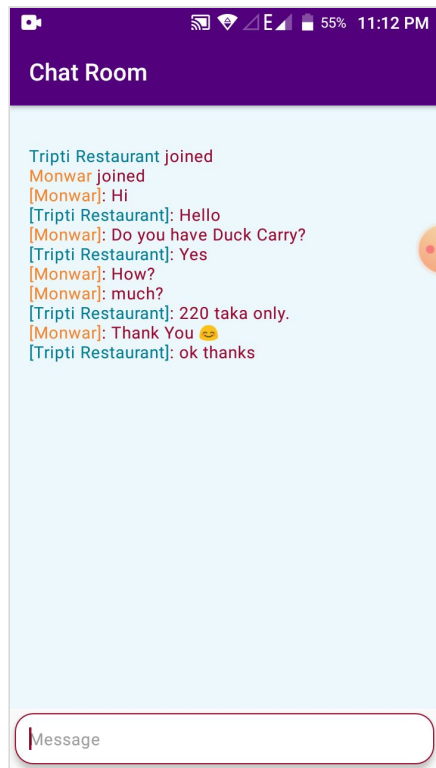 E 55% 11:12 PM
Chat Room
Tripti Restaurant joined
Monwar joined
[Monwar]: Hi
[Tripti Restaurant]: Hello
[Monwar]: Do you have Duck Carry?
[Tripti Restaurant]: Yes
[Monwar]: How?
[Monwar]: much?
[Tripti Restaurant]: 220 taka only.
[Monwar]: Thank You 😊
[Tripti Restaurant]: ok thanks
Message